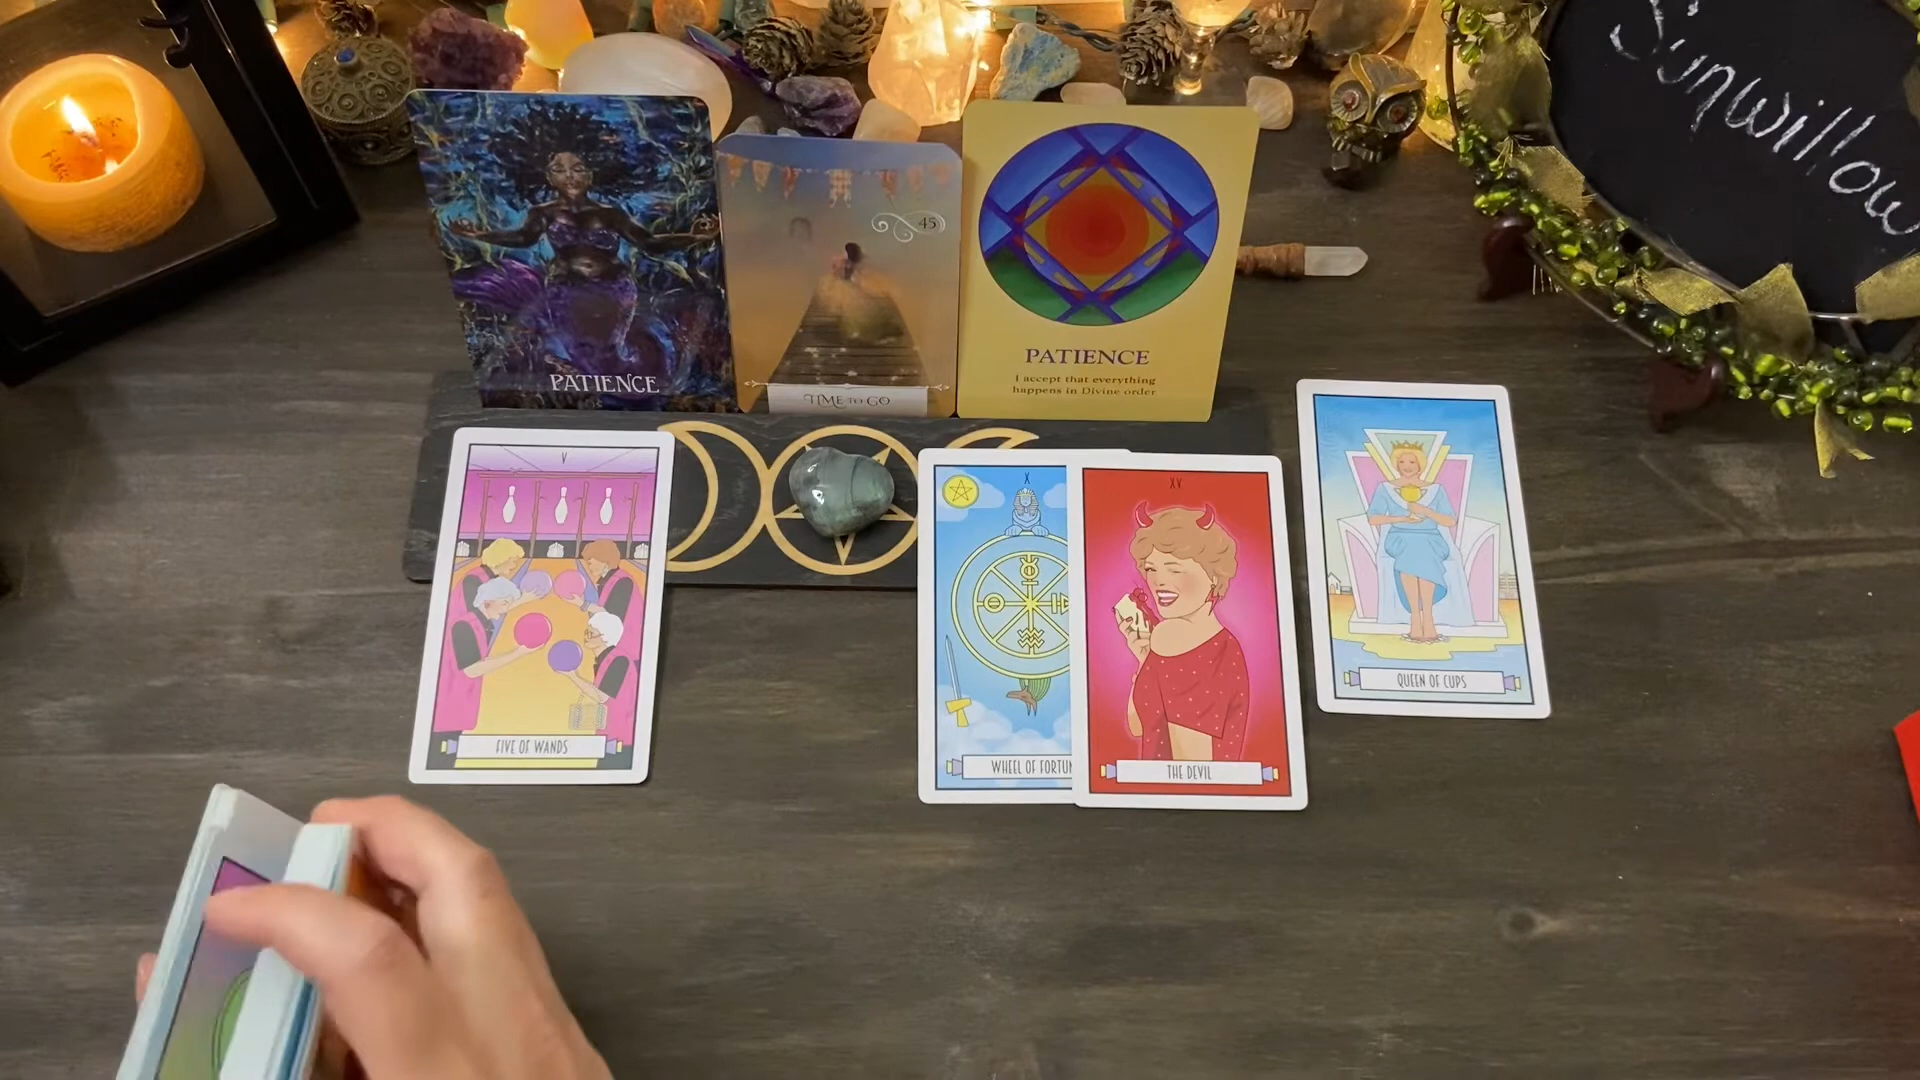 Sunwillow
PATIENCE
45
TIME TO GO
PATIENCE
I accept that everything
happens in Divine order
V
FIVE OF WANDS
X
WHEEL OF FORTUN
XV
THE DEVIL
QUEEN OF CUPS